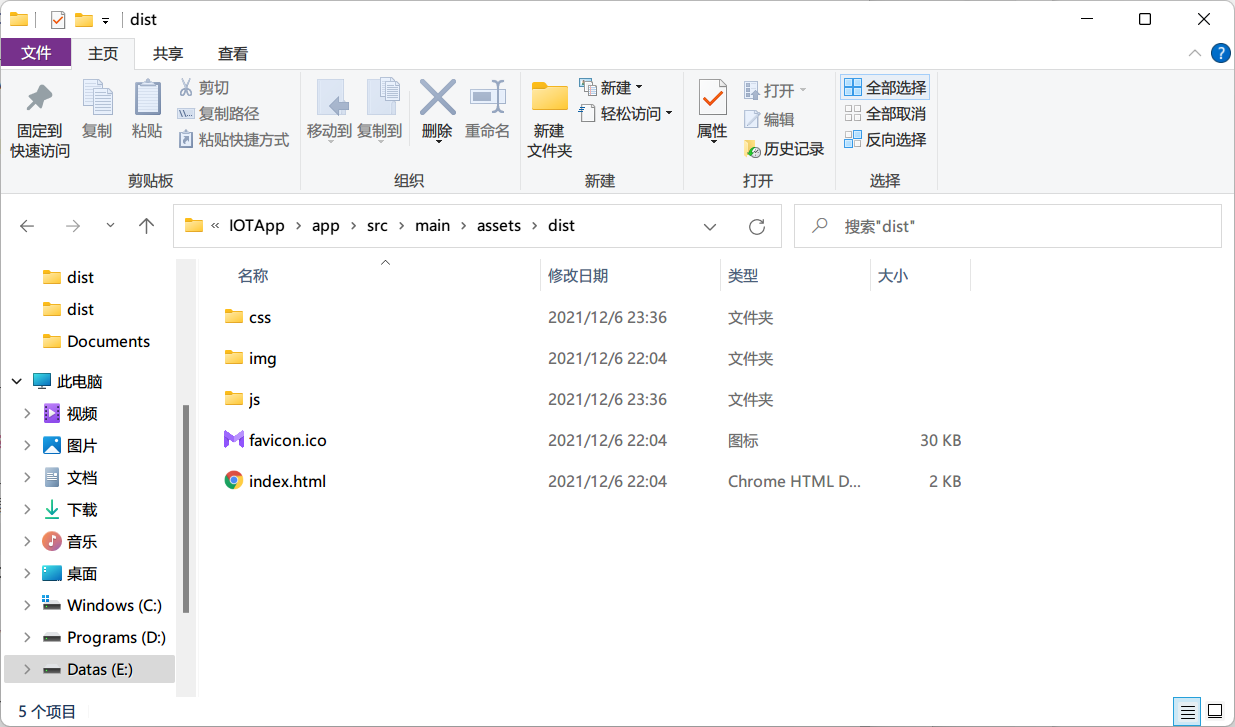 dist
文件 主页 共享 查看
固定到
快速访问
复制
粘贴
剪切
复制路径
粘贴快捷方式
剪贴板
移动到 复制到 删除 重命名
组织
新建
文件夹
新建
轻松访问
新建
属性
打开
编辑
历史记录
打开
全部选择
全部取消
反向选择
选择
« IOTApp › app › src › main › assets › dist
搜索"dist"
dist
dist
Documents
此电脑
视频
图片
文档
下载
音乐
桌面
Windows (C:)
Programs (D:)
Datas (E:)
名称 修改日期 类型 大小
css 2021/12/6 23:36 文件夹
img 2021/12/6 22:04 文件夹
js 2021/12/6 23:36 文件夹
favicon.ico 2021/12/6 22:04 图标 30 KB
index.html 2021/12/6 22:04 Chrome HTML D... 2 KB
5 个项目